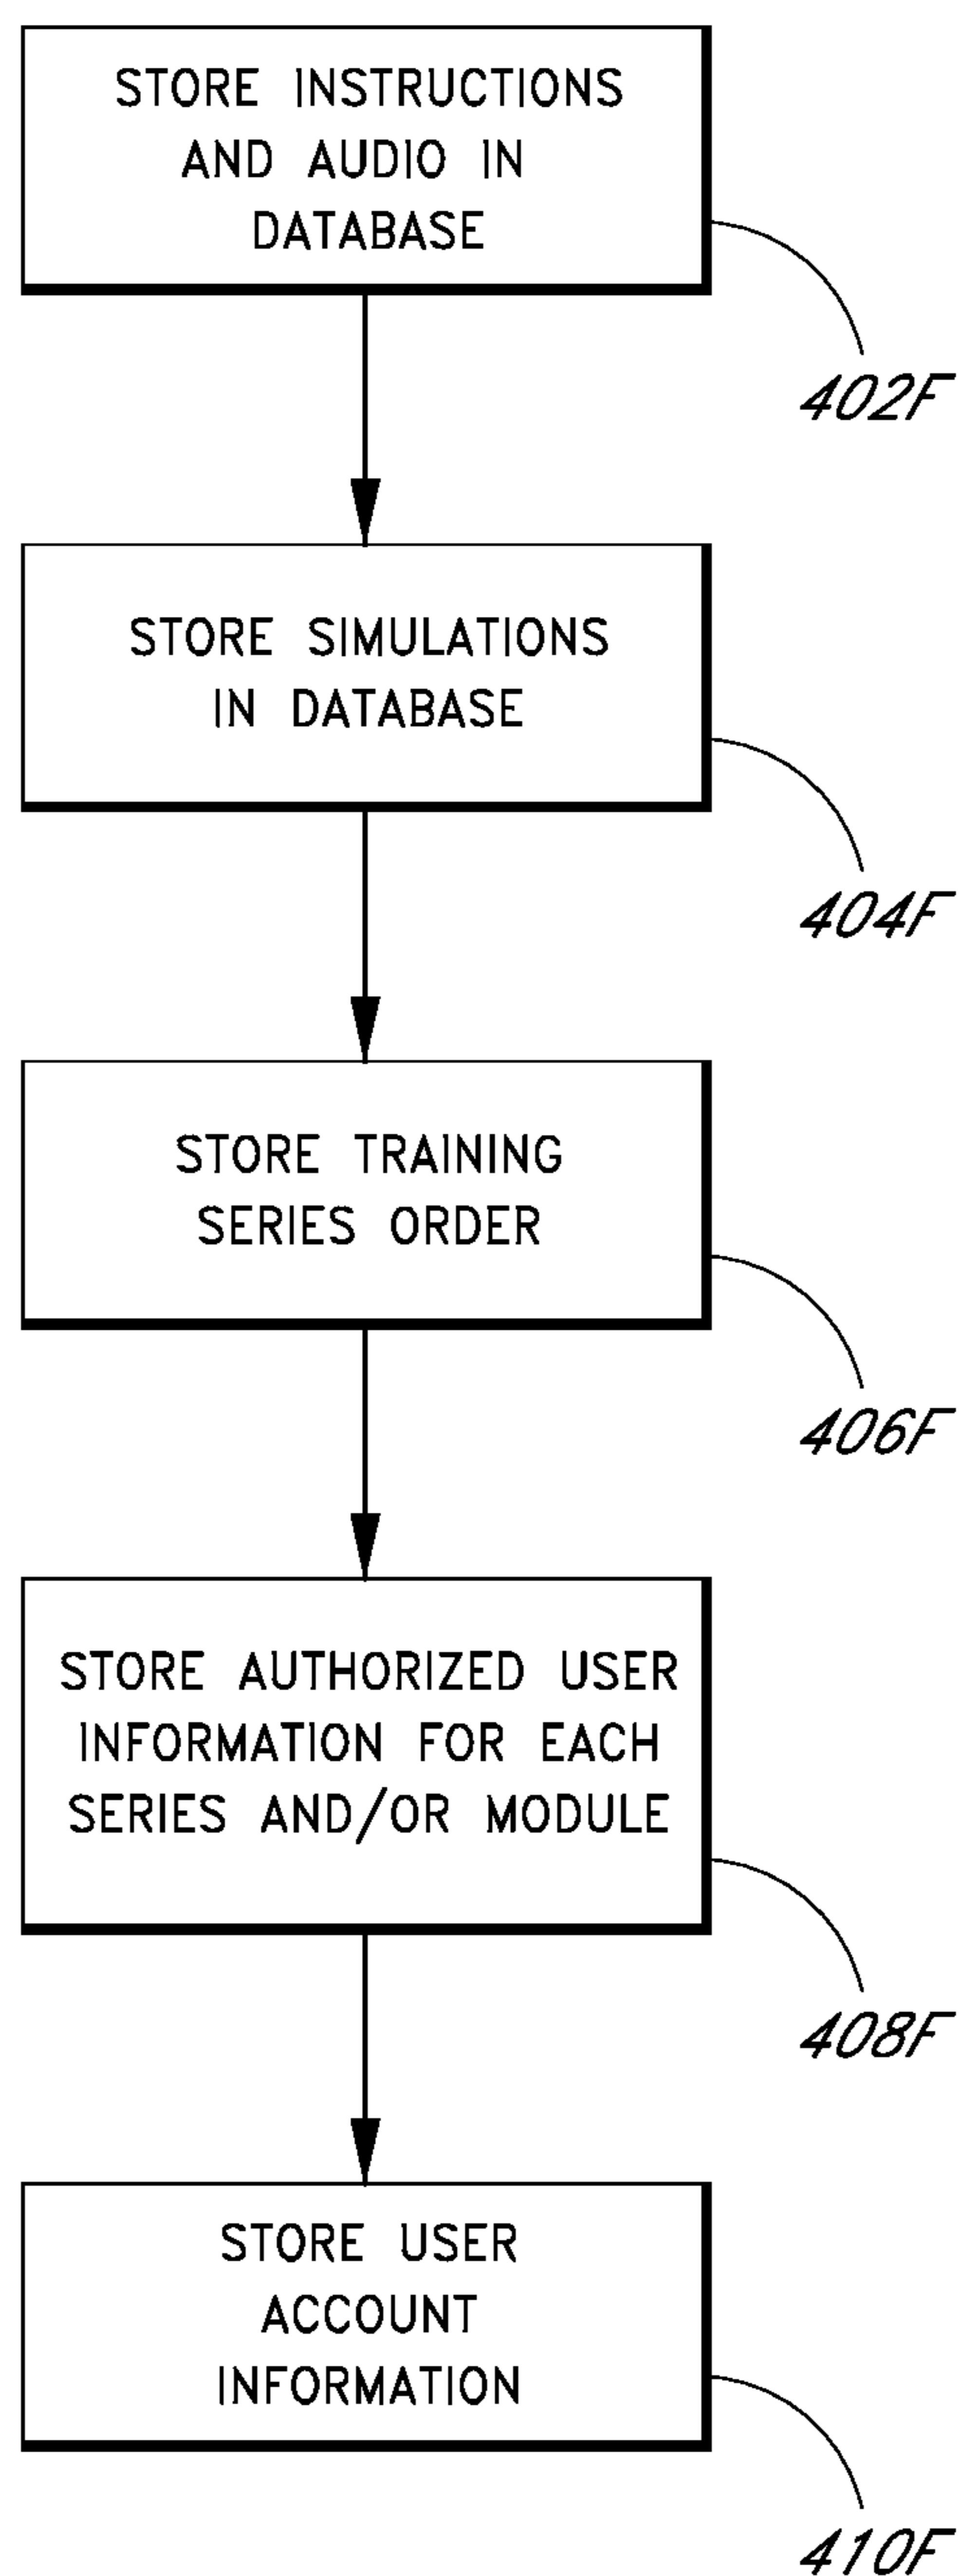 STORE INSTRUCTIONS
AND AUDIO IN
DATABASE
402F
STORE SIMULATIONS
IN DATABASE
404F
STORE TRAINING
SERIES ORDER
406F
STORE AUTHORIZED USER
INFORMATION FOR EACH
SERIES AND/OR MODULE
408F
STORE USER
ACCOUNT
INFORMATION
410F